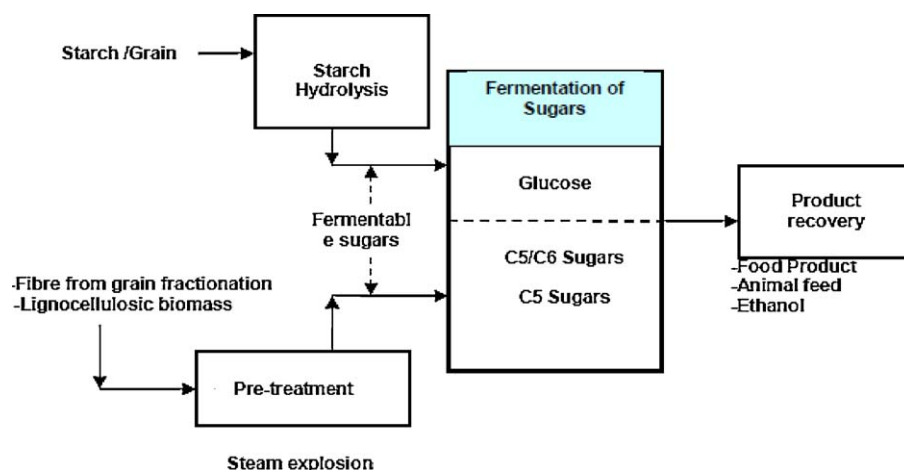 Starch /Grain
Starch
Hydrolysis
Fermentation of
Sugars
Glucose
Fermentabl
e sugars
C5/C6 Sugars
C5 Sugars
Product
recovery
-Food Product
-Animal feed
-Ethanol
-Fibre from grain fractionation
-Lignocellulosic biomass
Pre-treatment
Steam explosion